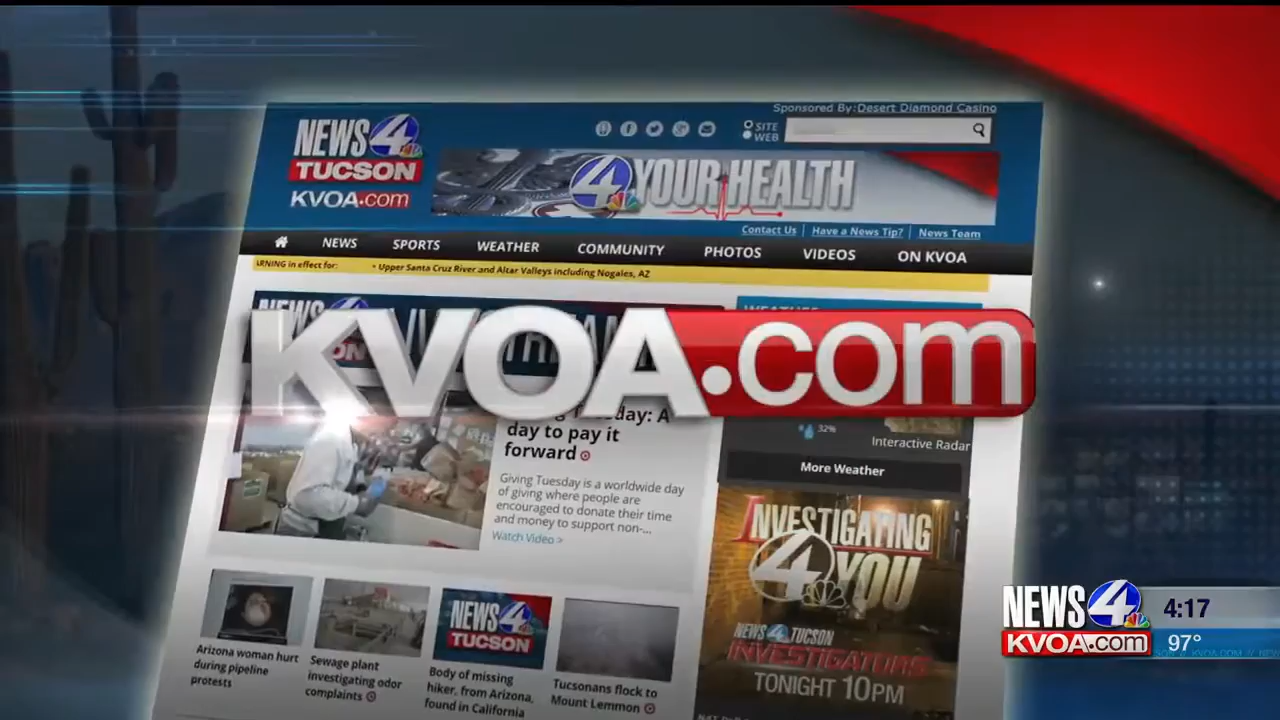 Sponsored By:Desert Diamond Casino
NEWS 4
TUCSON
KVOA.com
SITE
WEB
4 YOUR HEALTH
Contact Us | Have a News Tip? | News Team
NEWS SPORTS WEATHER COMMUNITY PHOTOS VIDEOS ON KVOA
ARNING in effect for: • Upper Santa Cruz River and Altar Valleys including Nogales, AZ
KVOA.com
day: A
day to pay it
forward
Giving Tuesday is a worldwide day
of giving where people are
encouraged to donate their time
and money to support non-...
Watch Video >
32%
Interactive Radar
More Weather
INVESTIGATING
4 YOU
NEWS 4 TUCSON
INVESTIGATORS
TONIGHT 10PM
Arizona woman hurt
during pipeline
protests
Sewage plant
investigating odor
complaints
NEWS 4
TUCSON
Body of missing
hiker, from Arizona,
found in California
Tucsonans flock to
Mount Lemmon
NEWS 4 4:17
KVOA.com 97°
KVOA.COM // NEW